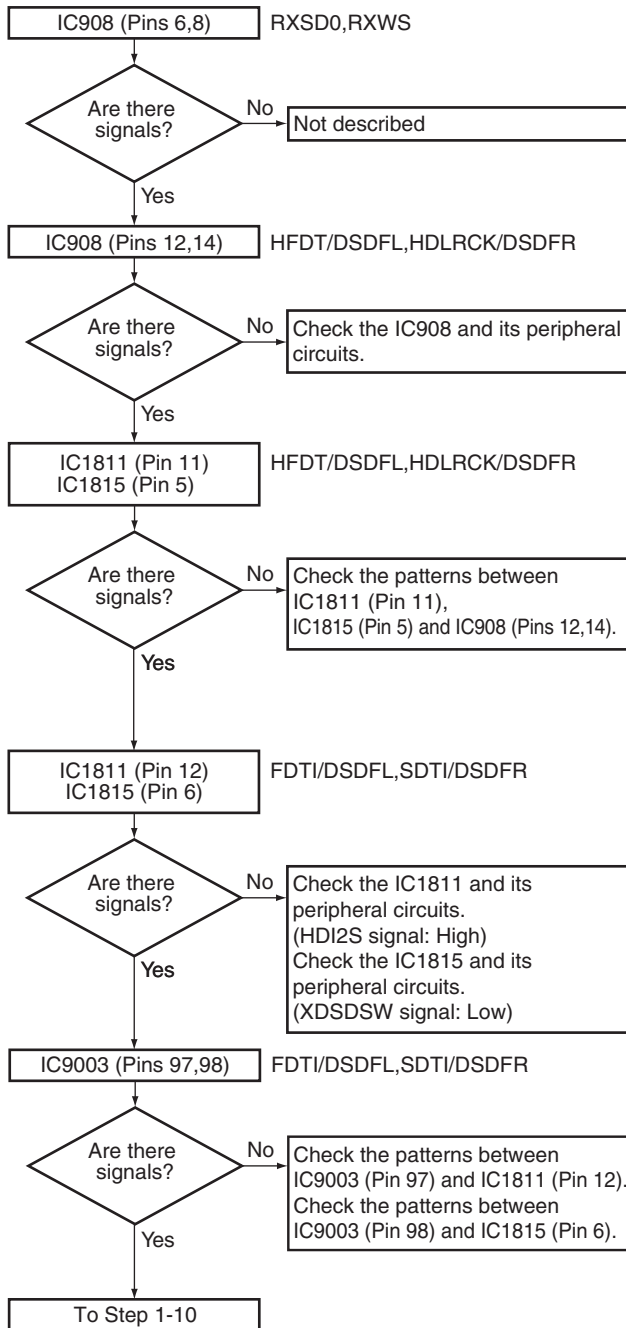 IC908 (Pins 6,8)
RXSD0,RXWS
Are there
signals?
No
Not described
Yes
IC908 (Pins 12,14)
HFDT/DSDFL,HDLRCK/DSDFR
Are there
signals?
No
Check the IC908 and its peripheral
circuits.
Yes
IC1811 (Pin 11)
IC1815 (Pin 5)
HFDT/DSDFL,HDLRCK/DSDFR
Are there
signals?
No
Check the patterns between
IC1811 (Pin 11),
IC1815 (Pin 5) and IC908 (Pins 12,14).
Yes
IC1811 (Pin 12)
IC1815 (Pin 6)
FDTI/DSDFL,SDTI/DSDFR
Are there
signals?
No
Check the IC1811 and its
peripheral circuits.
(HDI2S signal: High)
Check the IC1815 and its
peripheral circuits.
(XDSDSW signal: Low)
Yes
IC9003 (Pins 97,98)
FDTI/DSDFL,SDTI/DSDFR
Are there
signals?
No
Check the patterns between
IC9003 (Pin 97) and IC1811 (Pin 12).
Check the patterns between
IC9003 (Pin 98) and IC1815 (Pin 6).
Yes
To Step 1-10